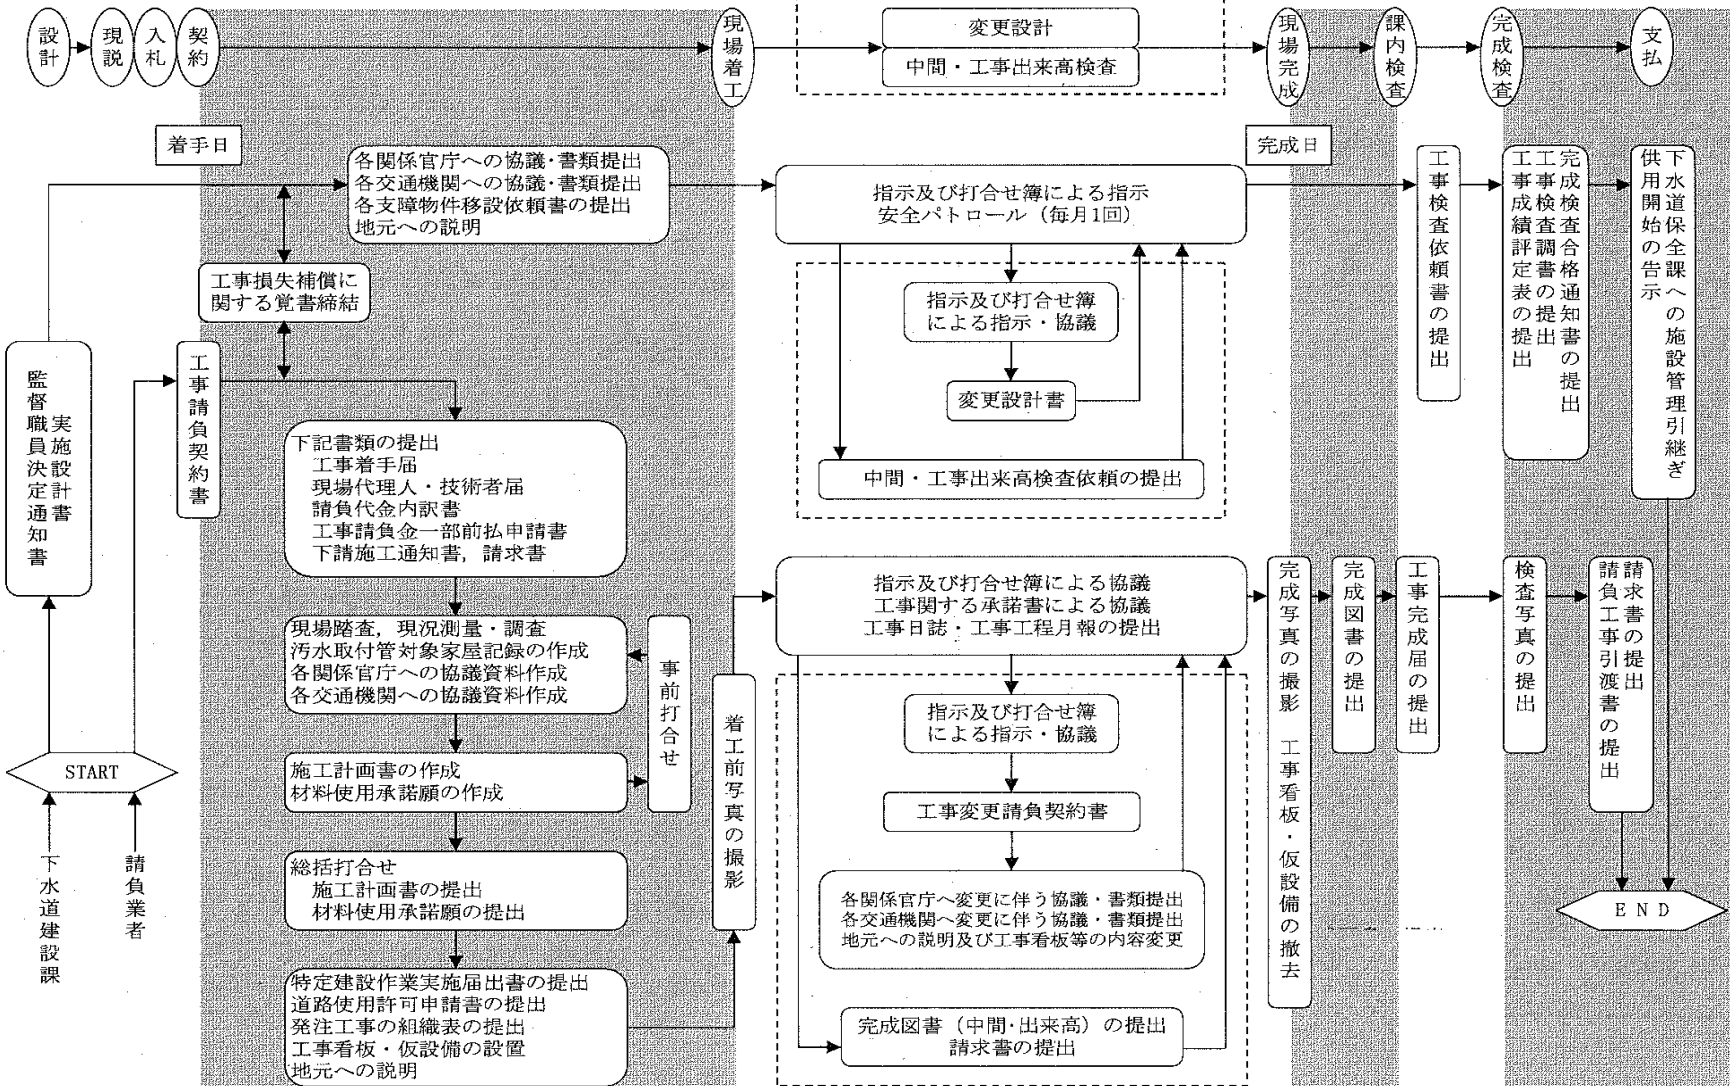 設計
現説
入札
契約
現場着工
変更設計
中間・工事出来高検査
現場完成
課内検査
完成検査
支払
着手日
完成日
各関係官庁への協議・書類提出
各交通機関への協議・書類提出
各支障物件移設依頼書の提出
地元への説明
指示及び打合せ簿による指示
安全パトロール（毎月1回）
工事検査依頼書の提出
完成検査合格通知書の提出
工事検査調書の提出
工事成績評定表の提出
下水道保全課への施設管理引継ぎ
供用開始の告示
工事損失補償に
関する覚書締結
指示及び打合せ簿
による指示・協議
変更設計書
中間・工事出来高検査依頼の提出
実施設計書
監督職員決定通知書
工事請負契約書
下記書類の提出
工事着手届
現場代理人・技術者届
請負代金内訳書
工事請負金一部前払申請書
下請施工通知書，請求書
現場踏査，現況測量・調査
汚水取付管対象家屋記録の作成
各関係官庁への協議資料作成
各交通機関への協議資料作成
事前打合せ
施工計画書の作成
材料使用承諾願の作成
総括打合せ
施工計画書の提出
材料使用承諾願の提出
特定建設作業実施届出書の提出
道路使用許可申請書の提出
発注工事の組織表の提出
工事看板・仮設備の設置
地元への説明
着工前写真の撮影
指示及び打合せ簿による協議
工事関する承諾書による協議
工事日誌・工事工程月報の提出
指示及び打合せ簿
による指示・協議
工事変更請負契約書
各関係官庁へ変更に伴う協議・書類提出
各交通機関へ変更に伴う協議・書類提出
地元への説明及び工事看板等の内容変更
完成図書（中間・出来高）の提出
請求書の提出
完成写真の撮影　工事看板・仮設備の撤去
完成図書の提出
工事完成届の提出
検査写真の提出
請求書の提出
請負工事引渡書の提出
START
下水道建設課
請負業者
END